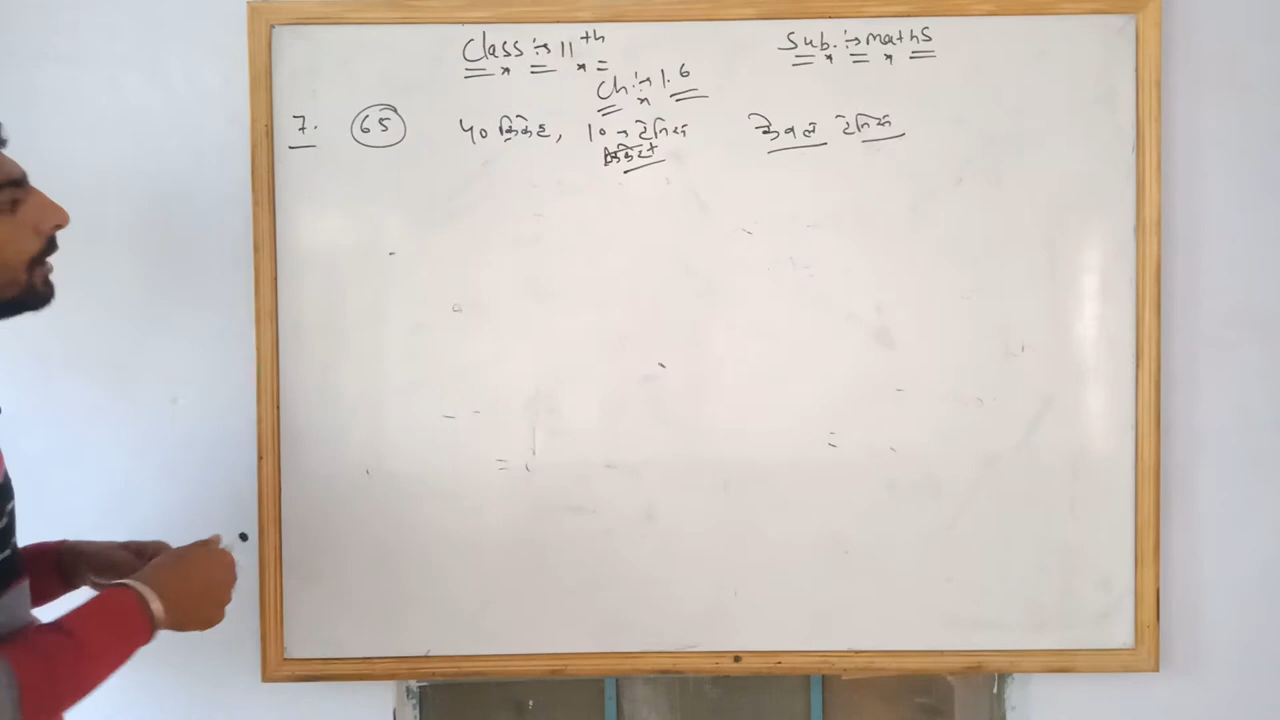 Class :→ 11th Sub. :→ maths
Ch. :→ 1.6
7. 65 40 क्रिकेट, 10 → टेनिस केवल टेनिस
क्रिकेट